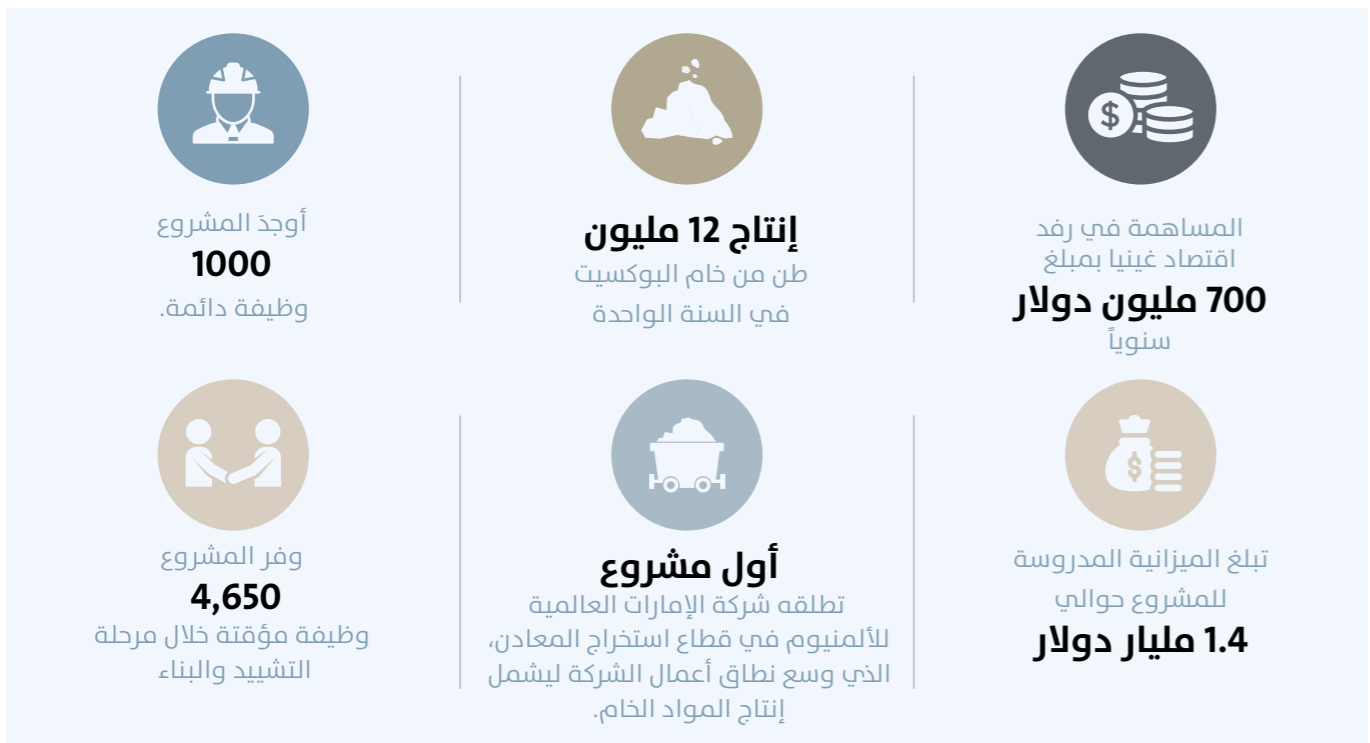 المساهمة في رفد
اقتصاد غينيا بمبلغ
700 مليون دولار
سنوياً
إنتاج 12 مليون
طن من خام البوكسيت
في السنة الواحدة
أوجدَ المشروع
1000
وظيفة دائمة.
تبلغ الميزانية المدروسة
للمشروع حوالي
1.4 مليار دولار
أول مشروع
تطلقه شركة الإمارات العالمية
للألمنيوم في قطاع استخراج المعادن،
الذي وسع نطاق أعمال الشركة ليشمل
إنتاج المواد الخام.
وفر المشروع
4,650
وظيفة مؤقتة خلال مرحلة
التشييد والبناء